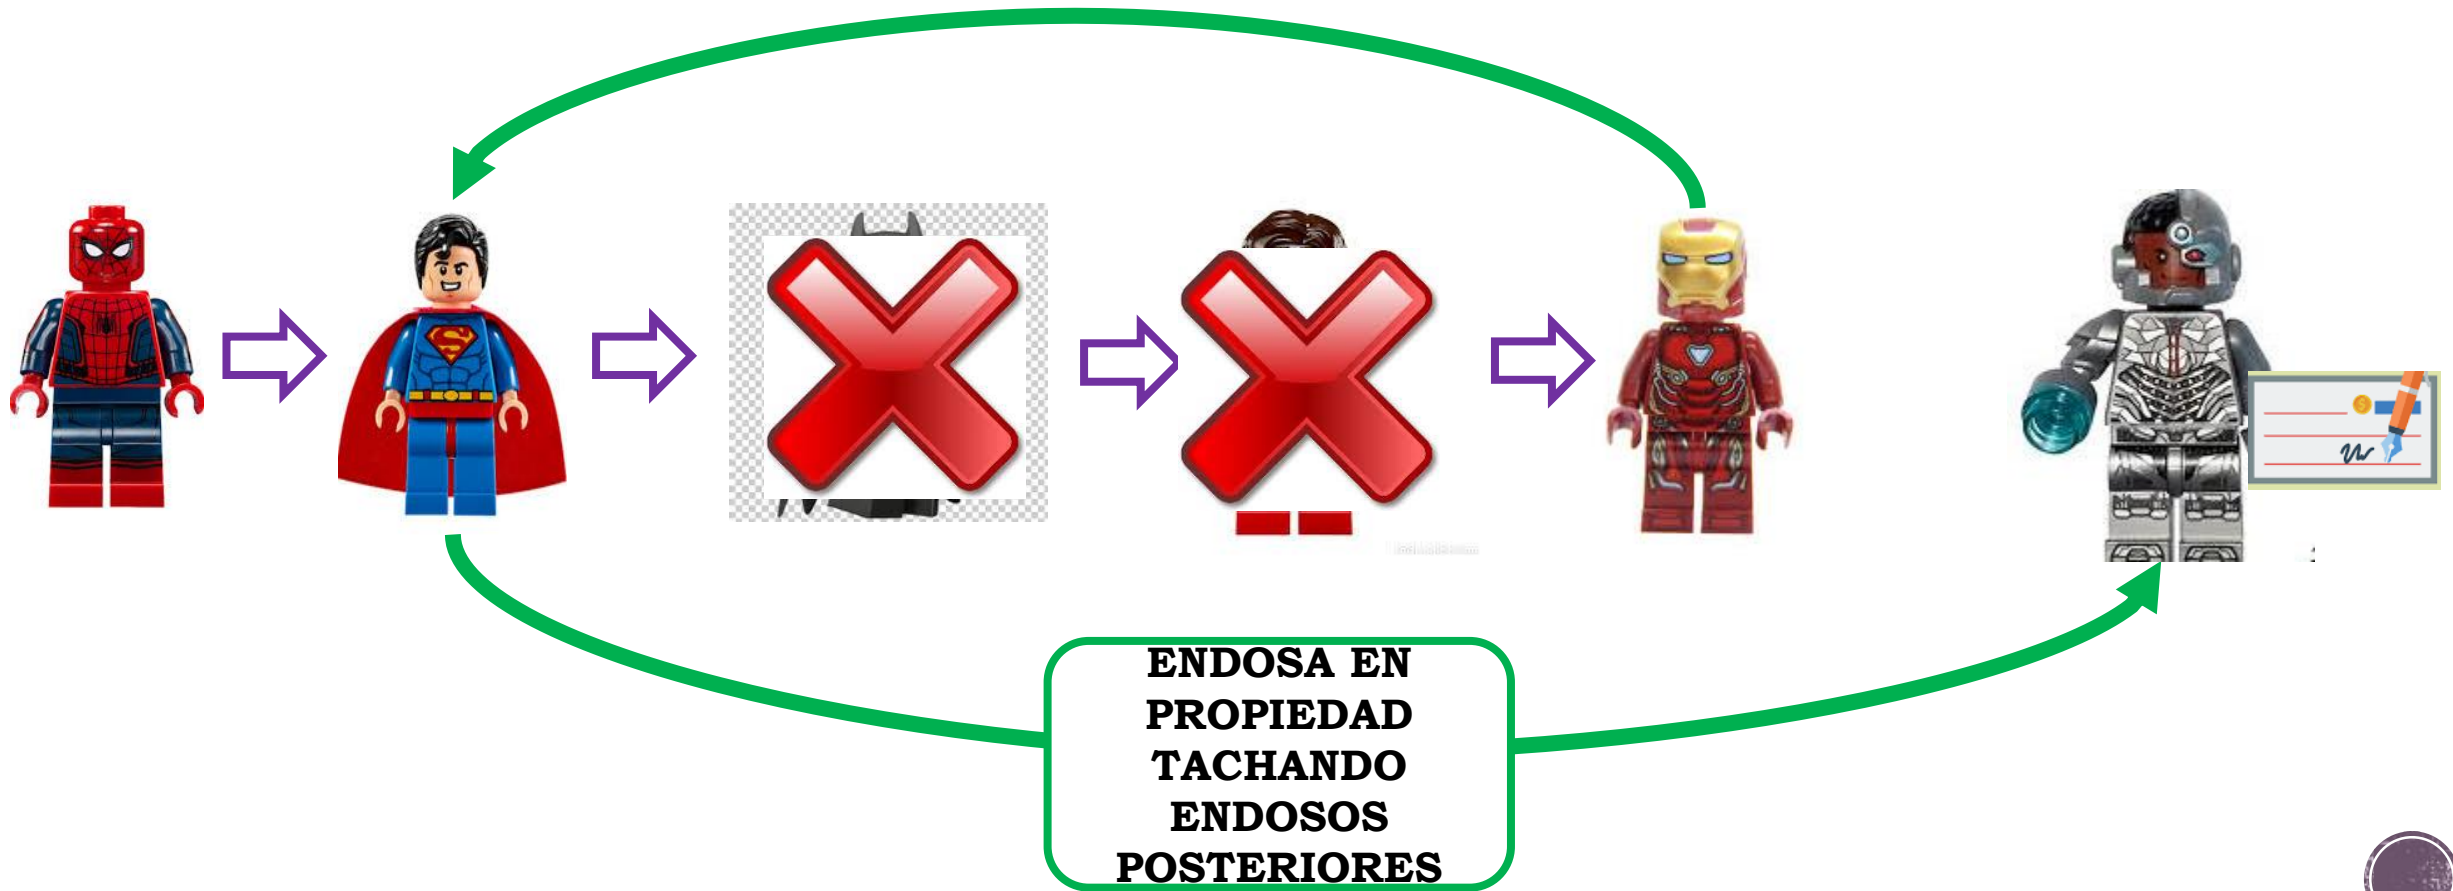 ENDOSA EN
PROPIEDAD
TACHANDO
ENDOSOS
POSTERIORES